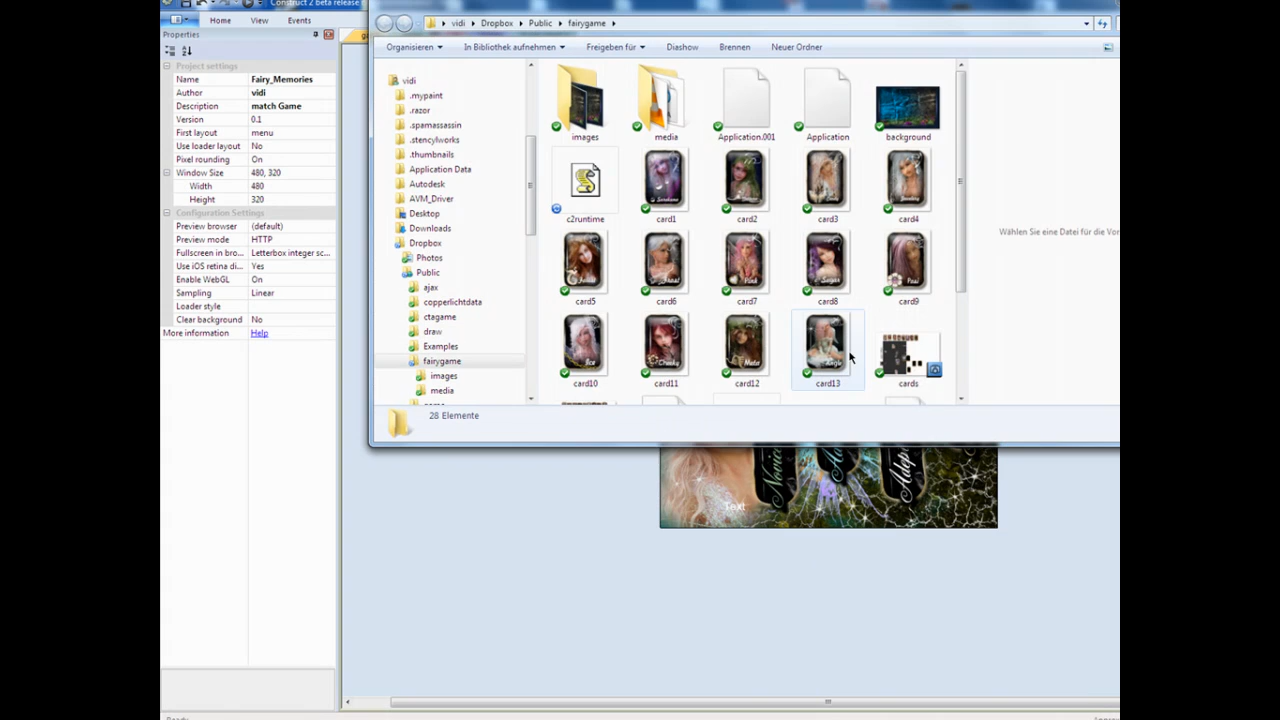 Construct 2 beta release
Home View Events
Properties
Project settings
Name Fairy_Memories
Author vidi
Description match Game
Version 0.1
First layout menu
Use loader layout No
Pixel rounding On
Window Size 480, 320
Width 480
Height 320
Configuration Settings
Preview browser (default)
Preview mode HTTP
Fullscreen in bro... Letterbox integer sc...
Use iOS retina di... Yes
Enable WebGL On
Sampling Linear
Loader style
Clear background No
More information Help
vidi Dropbox Public fairygame
Organisieren In Bibliothek aufnehmen Freigeben für Diashow Brennen Neuer Ordner
vidi
.mypaint
.razor
.spamassassin
.stencylworks
.thumbnails
Application Data
Autodesk
AVM_Driver
Desktop
Downloads
Dropbox
Photos
Public
ajax
copperlichtdata
ctagame
draw
Examples
fairygame
images
media
images media Application.001 Application background
c2runtime card1 card2 card3 card4
card5 card6 card7 card8 card9
card10 card11 card12 card13 cards
Wählen Sie eine Datei für die Vor
28 Elemente
Text